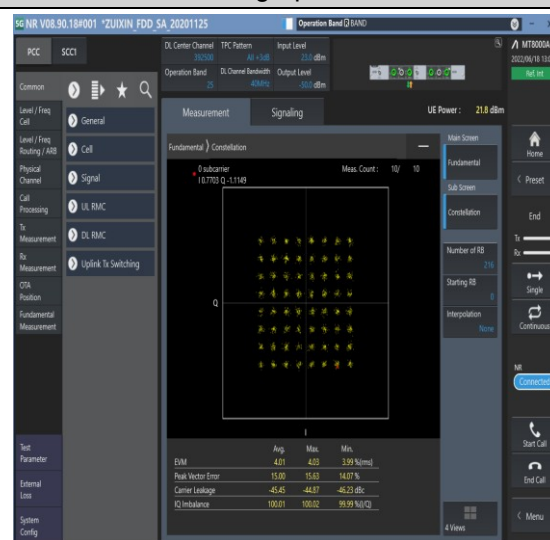 5G NR V08.90.18#001 *ZUIXIN_FDD_SA_20201125
Operation Band BAND
PCC
SCC1
DL Center Channel
392500
TPC Pattern
All +3dB
Input Level
23.0 dBm
Operation Band
25
DL Channel Bandwidth
40MHz
Output Level
-50.0 dBm
MT8000A
2022/06/18 13:0
Ref. Int
Common
Level / Freq
Cell
Level / Freq
Routing / ARB
Physical
Channel
Call
Processing
Tx
Measurement
Rx
Measurement
OTA
Position
Fundamental
Measurement
Test
Parameter
External
Loss
System
Config
General
Cell
Signal
UL RMC
DL RMC
Uplink Tx Switching
Measurement
Signaling
UE Power : 21.8 dBm
Fundamental Constellation
0 subcarrier
I 0.7703 Q -1.1149
Meas. Count : 10/ 10
Q
I
Avg. Max. Min.
EVM 4.01 4.03 3.99 %(rms)
Peak Vector Error 15.00 15.63 14.07 %
Carrier Leakage -45.45 -44.87 -46.23 dBc
IQ Imbalance 100.01 100.02 99.99 %(I/Q)
Main Screen
Fundamental
Sub Screen
Constellation
Number of RB
216
Starting RB
0
Interpolation
None
4 Views
Home
Preset
End
Tx
Rx
Single
Continuous
NR
Connected
Start Call
End Call
Menu